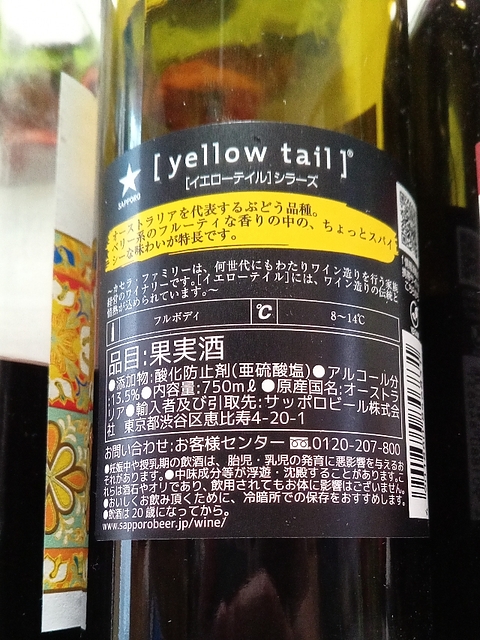 SAPPORO
[ yellow tail ]®
[イエローテイル]シラーズ
オーストラリアを代表するぶどう品種。
ベリー系のフルーティな香りの中の、ちょっとスパイ
シーな味わいが特長です。
～カセラ・ファミリーは、何世代にもわたりワイン造りを行う家族
経営のワイナリーです。[イエローテイル]には、ワイン造りの伝統と
情熱が込められています。～
フルボディ ℃ 8～14℃
品目:果実酒
●添加物:酸化防止剤(亜硫酸塩)●アルコール分
:13.5%●内容量:750mℓ●原産国名:オーストラ
リア●輸入者及び引取先:サッポロビール株式会
社 東京都渋谷区恵比寿4-20-1
お問い合わせ:お客様センター 0120-207-800
●妊娠中や授乳期の飲酒は、胎児・乳児の発育に悪影響を与えるお
それがあります。●中味成分等が浮遊・沈殿することがあります。こ
れらは酒石やオリであり、飲用されてもお体に影響はございません。
●おいしくお飲み頂くために、冷暗所での保存をおすすめします。
●飲酒は20歳になってから。
www.sapporobeer.jp/wine/